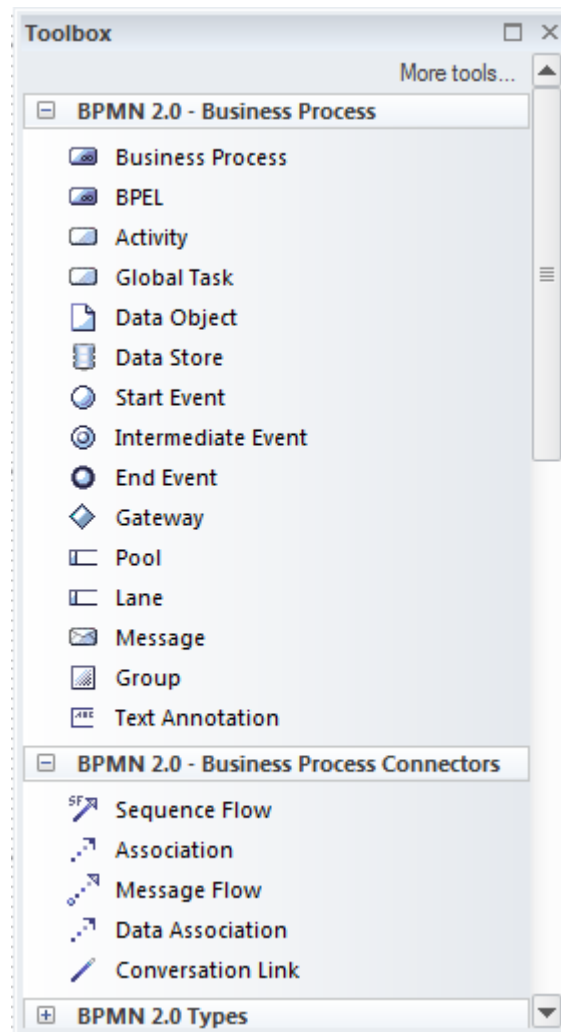 Toolbox
More tools...
BPMN 2.0 - Business Process
Business Process
BPEL
Activity
Global Task
Data Object
Data Store
Start Event
Intermediate Event
End Event
Gateway
Pool
Lane
Message
Group
ABC Text Annotation
BPMN 2.0 - Business Process Connectors
SF Sequence Flow
Association
Message Flow
Data Association
Conversation Link
BPMN 2.0 Types